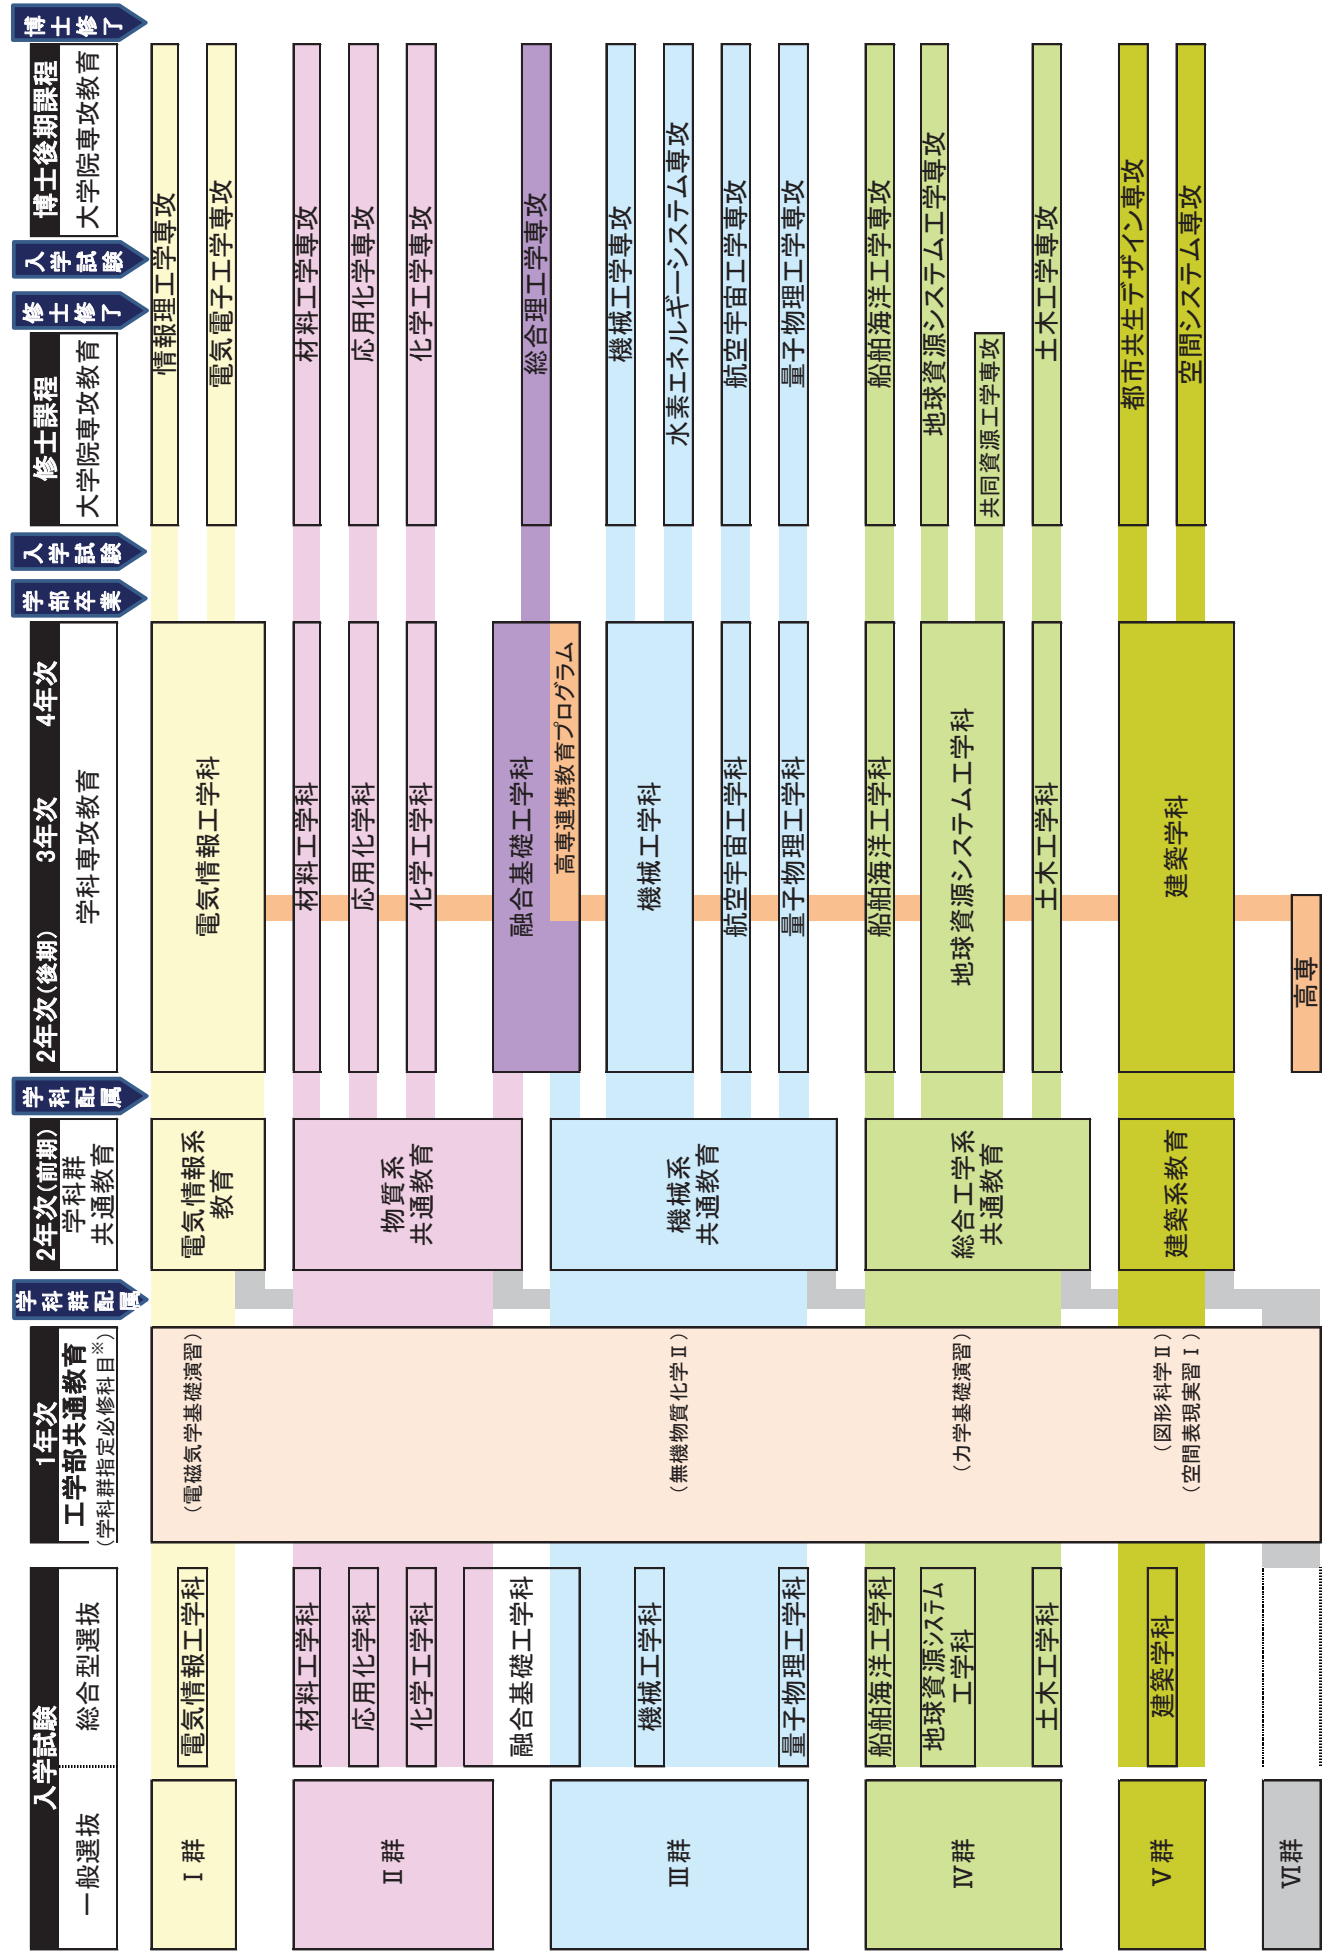 入学試験
一般選抜
総合型選抜
1年次
工学部共通教育
(学科群指定必修科目※)
学科群配属
2年次(前期)
学科群
共通教育
学科配属
2年次(後期)
3年次
4年次
学科専攻教育
学部卒業
入学試験
修士課程
大学院専攻教育
修士修了
入学試験
博士後期課程
大学院専攻教育
博士修了
Ⅰ群
電気情報工学科
(電磁気学基礎演習)
電気情報系
教育
電気情報工学科
情報理工学専攻
電気電子工学専攻
Ⅱ群
材料工学科
応用化学科
化学工学科
融合基礎工学科
物質系
共通教育
材料工学科
応用化学科
化学工学科
融合基礎工学科
高専連携教育プログラム
材料工学専攻
応用化学専攻
化学工学専攻
総合理工学専攻
Ⅲ群
機械工学科
量子物理工学科
(無機物質化学Ⅱ)
機械系
共通教育
機械工学科
航空宇宙工学科
量子物理工学科
機械工学専攻
水素エネルギーシステム専攻
航空宇宙工学専攻
量子物理工学専攻
Ⅳ群
船舶海洋工学科
地球資源システム
工学科
土木工学科
(力学基礎演習)
総合工学系
共通教育
船舶海洋工学科
地球資源システム工学科
土木工学科
船舶海洋工学専攻
地球資源システム工学専攻
共同資源工学専攻
土木工学専攻
Ⅴ群
建築学科
(図形科学Ⅱ)
(空間表現実習Ⅰ)
建築系教育
建築学科
都市共生デザイン専攻
空間システム専攻
Ⅵ群
高専